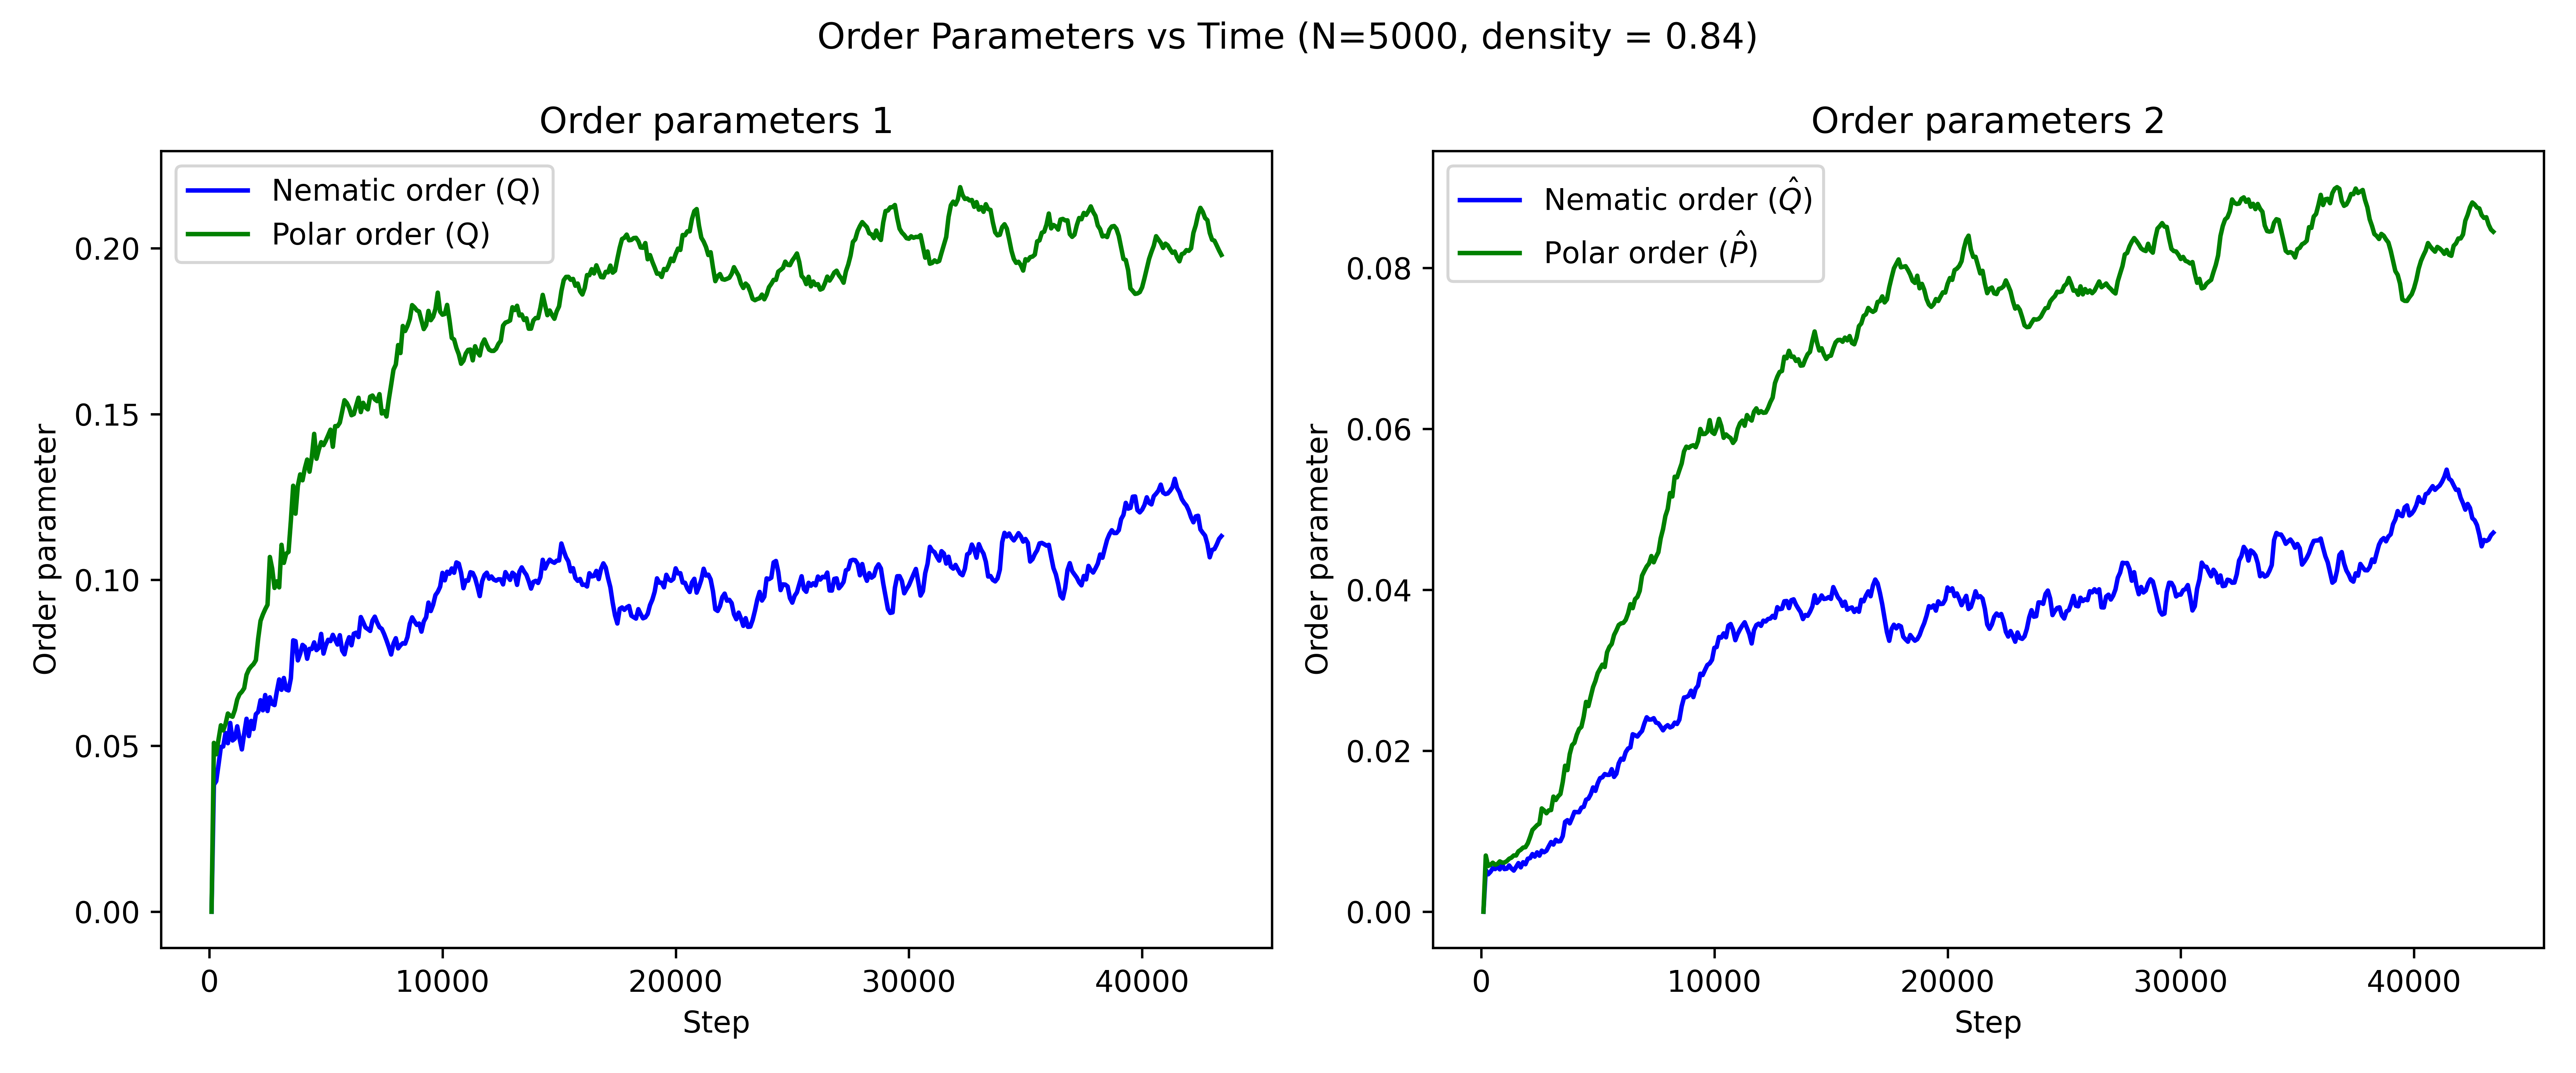 Order Parameters vs Time (N=5000, density = 0.84)
Order parameters 1
Nematic order (Q)
Polar order (Q)
Order parameter
0.20
0.15
0.10
0.05
0.00
0
10000
20000
30000
40000
Step
Order parameters 2
Nematic order (Q̂)
Polar order (P̂)
Order parameter
0.08
0.06
0.04
0.02
0.00
0
10000
20000
30000
40000
Step